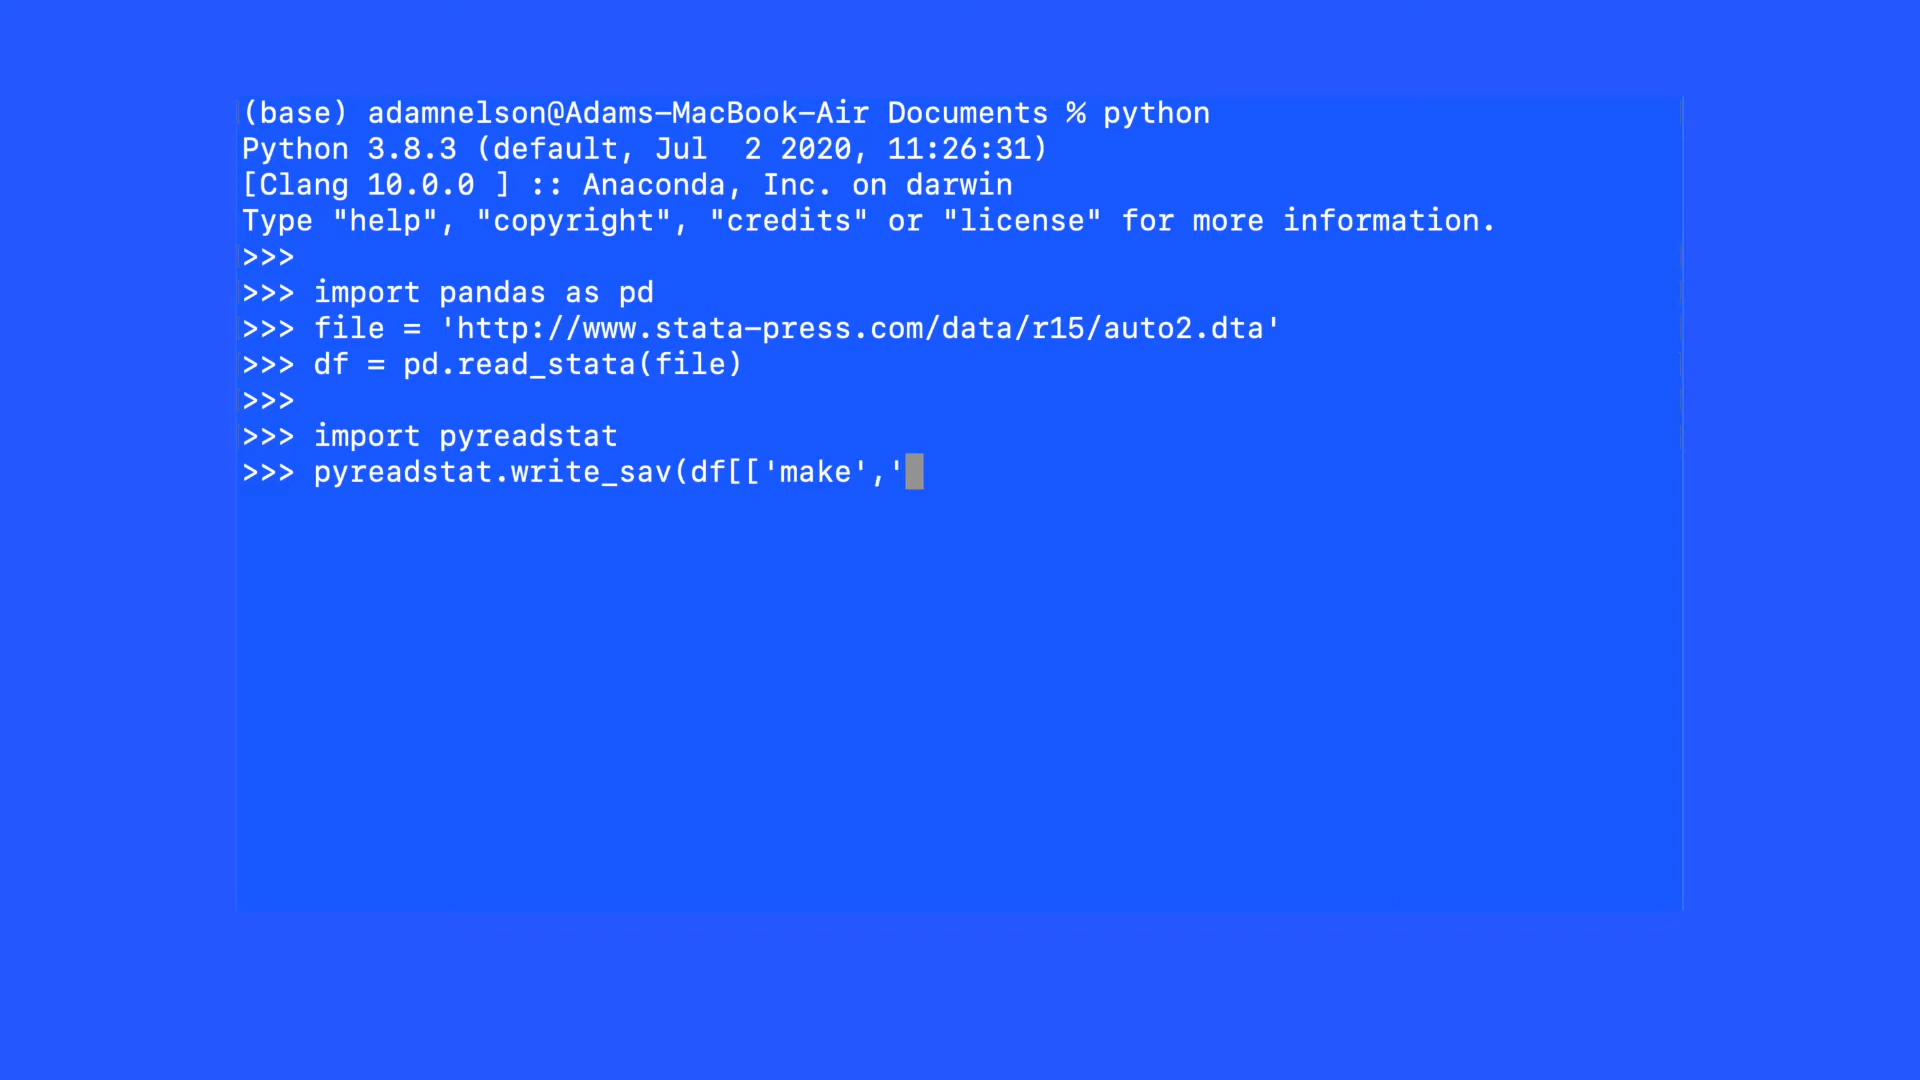 (base) adamnelson@Adams-MacBook-Air Documents % python
Python 3.8.3 (default, Jul  2 2020, 11:26:31)
[Clang 10.0.0 ] :: Anaconda, Inc. on darwin
Type "help", "copyright", "credits" or "license" for more information.
>>>
>>> import pandas as pd
>>> file = 'http://www.stata-press.com/data/r15/auto2.dta'
>>> df = pd.read_stata(file)
>>>
>>> import pyreadstat
>>> pyreadstat.write_sav(df[['make','